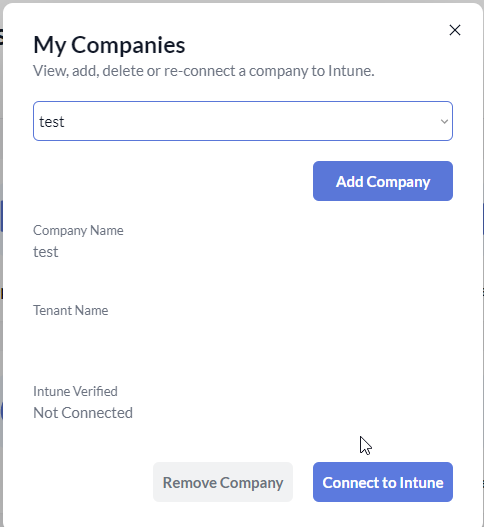 My Companies
View, add, delete or re-connect a company to Intune.
test
Add Company
Company Name
test
Tenant Name
Intune Verified
Not Connected
Remove Company
Connect to Intune